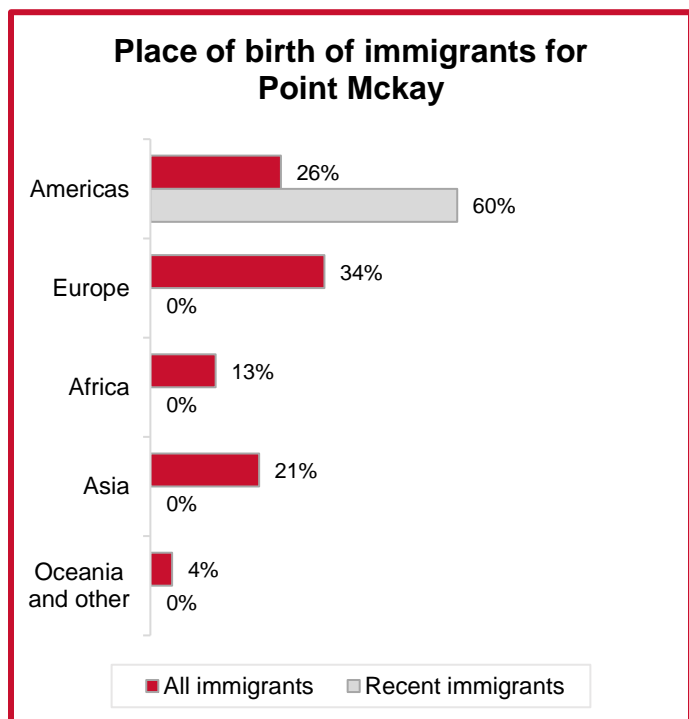 Place of birth of immigrants for
Point Mckay
Americas
26%
60%
Europe
34%
0%
Africa
13%
0%
Asia
21%
0%
Oceania
and other
4%
0%
All immigrants
Recent immigrants